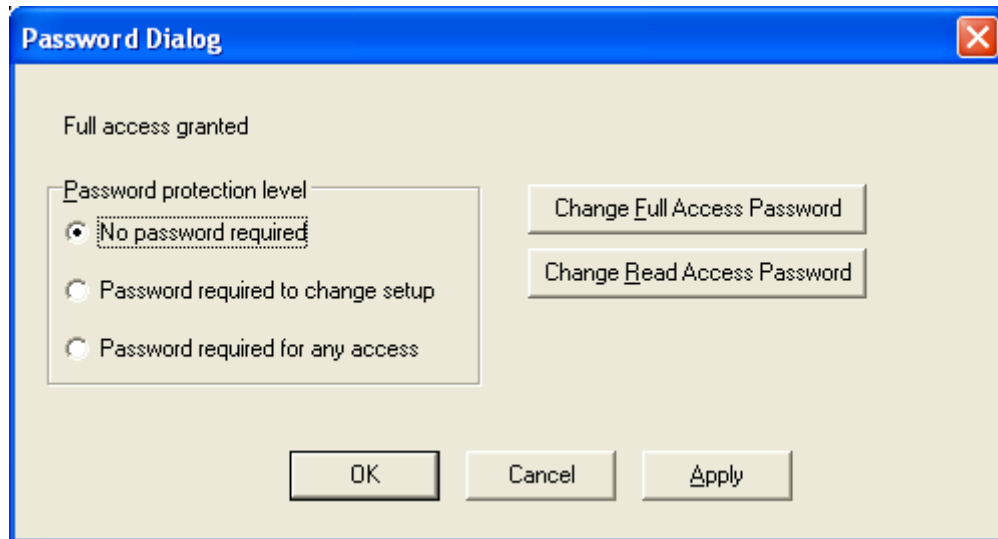 Password Dialog
Full access granted
Password protection level
No password required
Password required to change setup
Password required for any access
Change Full Access Password
Change Read Access Password
OK
Cancel
Apply